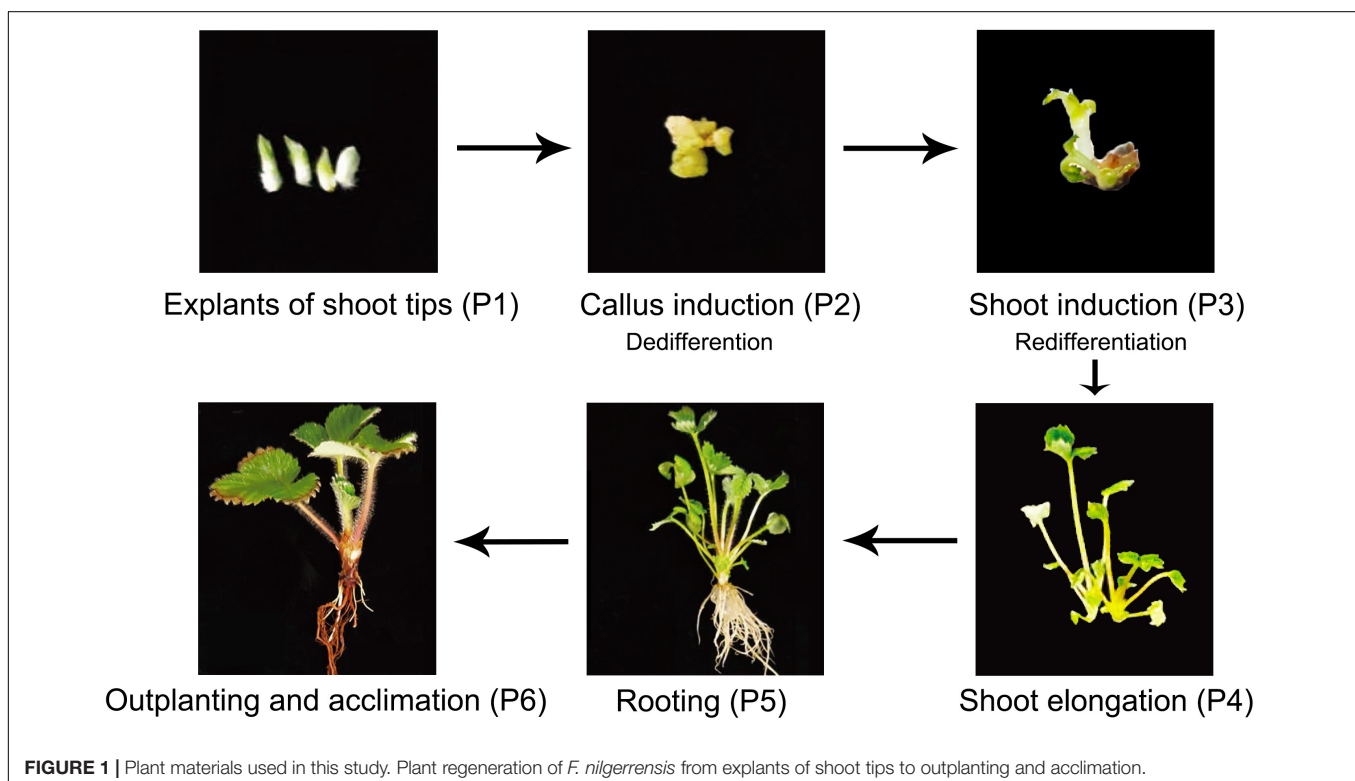 Explants of shoot tips (P1)
Callus induction (P2)
Dedifferention
Shoot induction (P3)
Redifferentiation
Shoot elongation (P4)
Rooting (P5)
Outplanting and acclimation (P6)
FIGURE 1 | Plant materials used in this study. Plant regeneration of F. nilgerrensis from explants of shoot tips to outplanting and acclimation.